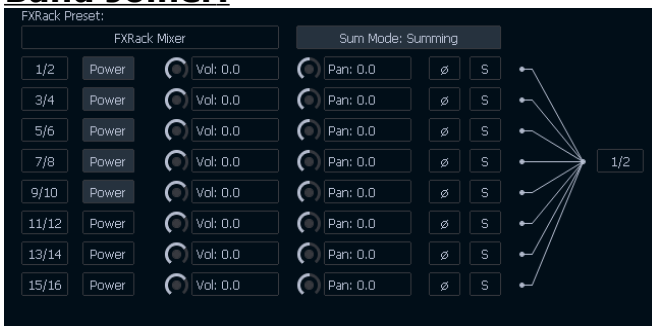 Band Joiner:
FXRack Preset:
FXRack Mixer Sum Mode: Summing
1/2 Power Vol: 0.0 Pan: 0.0 ø S
3/4 Power Vol: 0.0 Pan: 0.0 ø S
5/6 Power Vol: 0.0 Pan: 0.0 ø S
7/8 Power Vol: 0.0 Pan: 0.0 ø S 1/2
9/10 Power Vol: 0.0 Pan: 0.0 ø S
11/12 Power Vol: 0.0 Pan: 0.0 ø S
13/14 Power Vol: 0.0 Pan: 0.0 ø S
15/16 Power Vol: 0.0 Pan: 0.0 ø S